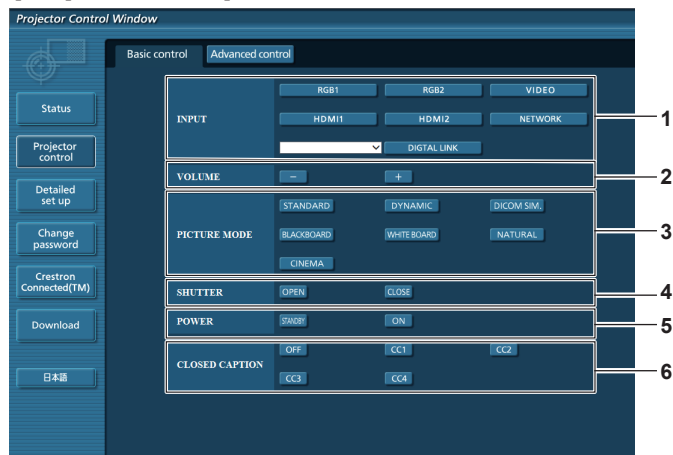 Projector Control Window
Basic control
Advanced control
Status
Projector
control
Detailed
set up
Change
password
Crestron
Connected(TM)
Download
日本語
INPUT
RGB1
RGB2
VIDEO
HDMI1
HDMI2
NETWORK
DIGTAL LINK
1
VOLUME
−
+
2
PICTURE MODE
STANDARD
DYNAMIC
DICOM SIM.
BLACKBOARD
WHITE BOARD
NATURAL
CINEMA
3
SHUTTER
OPEN
CLOSE
4
POWER
STANDBY
ON
5
CLOSED CAPTION
OFF
CC1
CC2
CC3
CC4
6